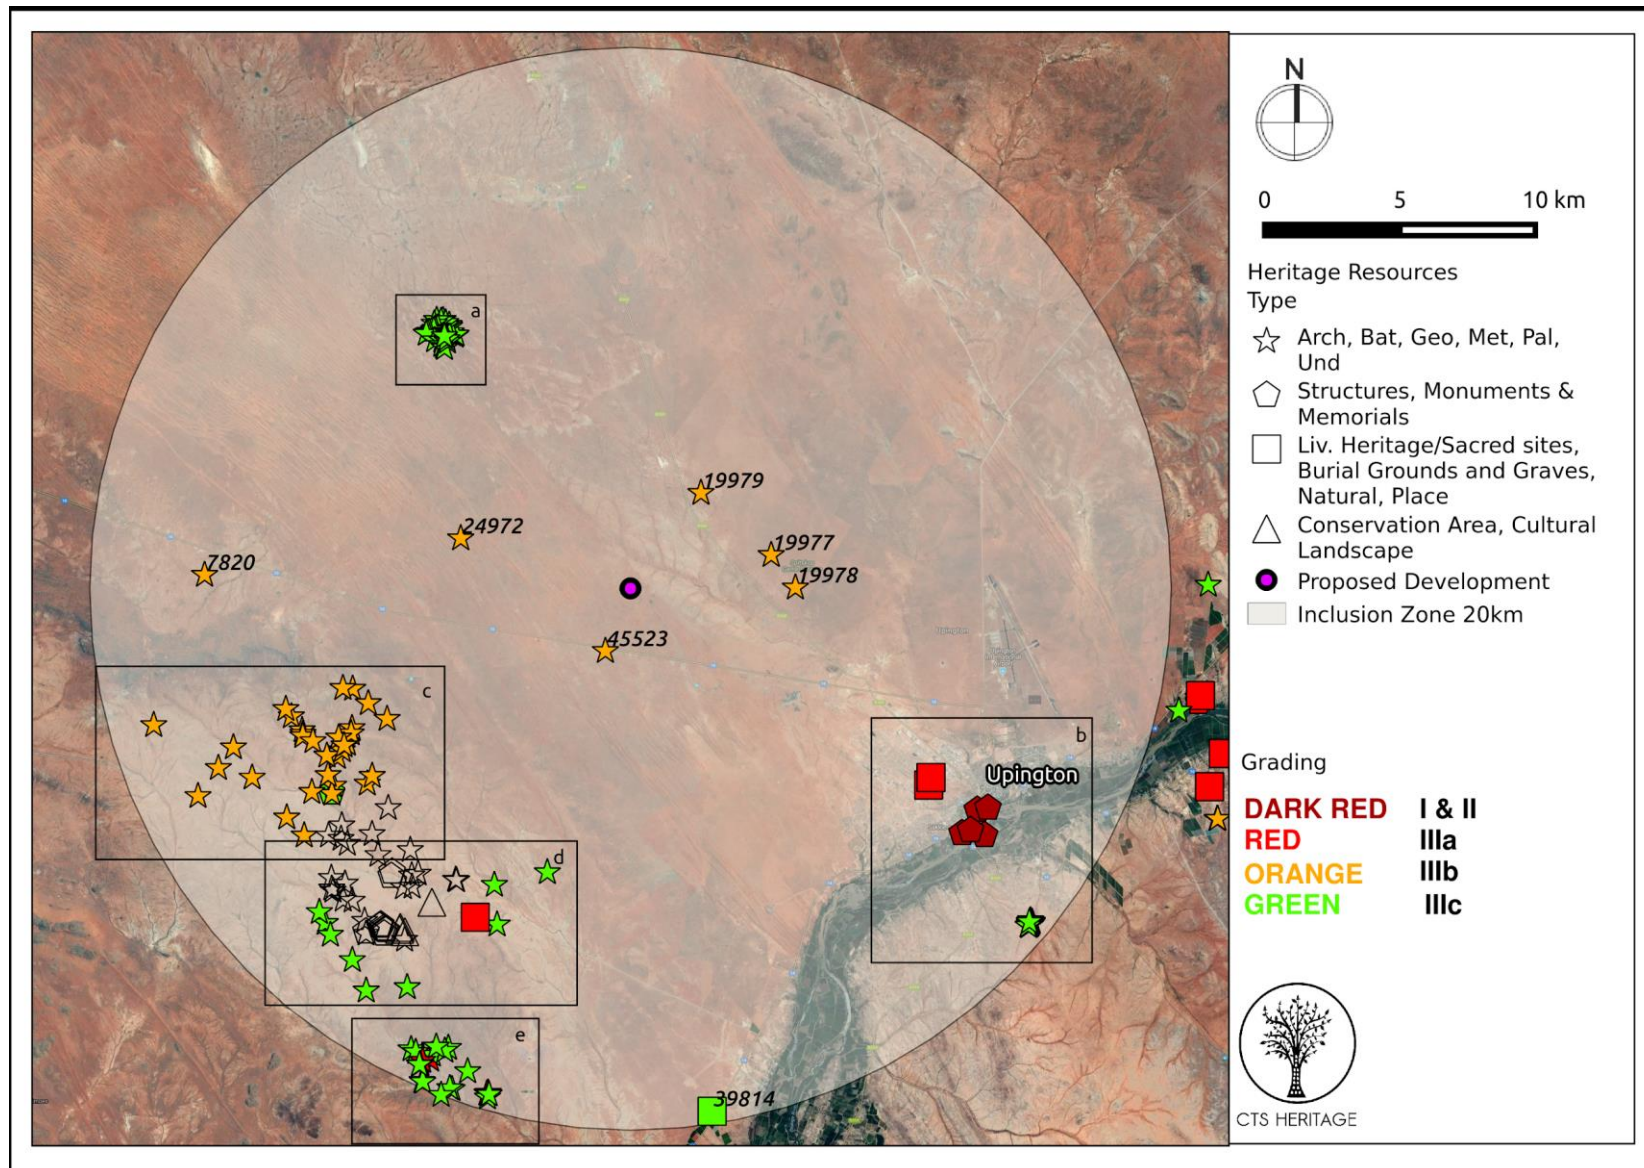 a
19979
24972
19977
7820
19978
45523
c
b
Upington
d
e
39814
N
0 5 10 km
Heritage Resources
Type
Arch, Bat, Geo, Met, Pal,
Und
Structures, Monuments &
Memorials
Liv. Heritage/Sacred sites,
Burial Grounds and Graves,
Natural, Place
Conservation Area, Cultural
Landscape
Proposed Development
Inclusion Zone 20km
Grading
DARK RED I & II
RED IIIa
ORANGE IIIb
GREEN IIIc
CTS HERITAGE